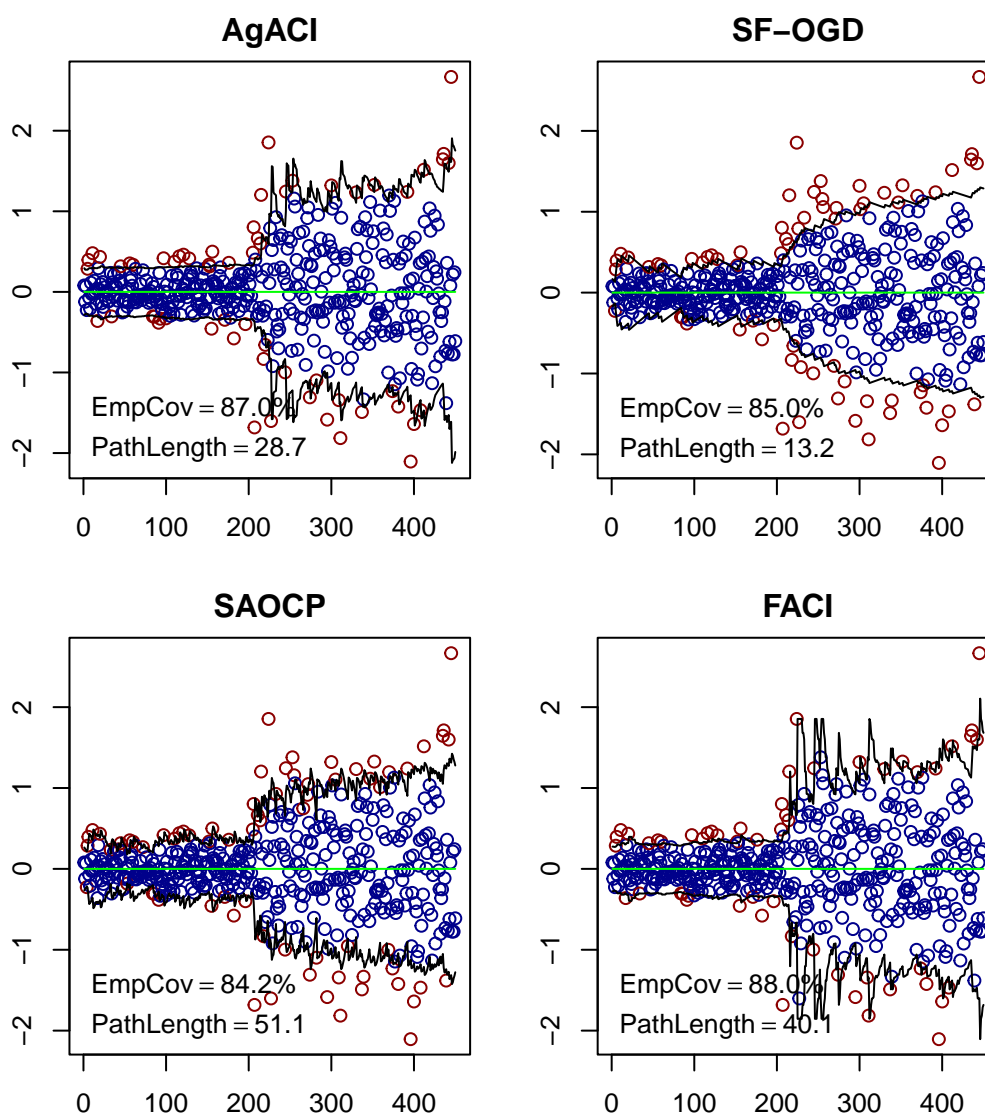 AgACI
2
1
0
−1
−2
EmpCov = 87.0%
PathLength = 28.7
0 100 200 300 400
SF−OGD
2
1
0
−1
−2
EmpCov = 85.0%
PathLength = 13.2
0 100 200 300 400
SAOCP
2
1
0
−1
−2
EmpCov = 84.2%
PathLength = 51.1
0 100 200 300 400
FACI
2
1
0
−1
−2
EmpCov = 88.0%
PathLength = 40.1
0 100 200 300 400